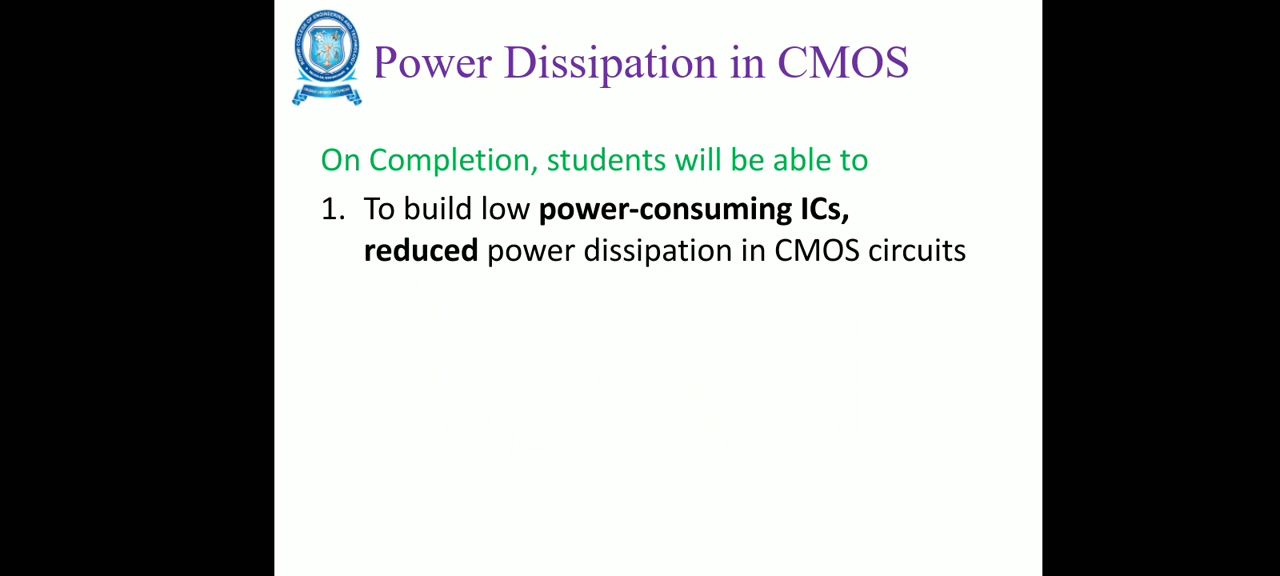 Power Dissipation in CMOS
On Completion, students will be able to
1. To build low power-consuming ICs,
reduced power dissipation in CMOS circuits